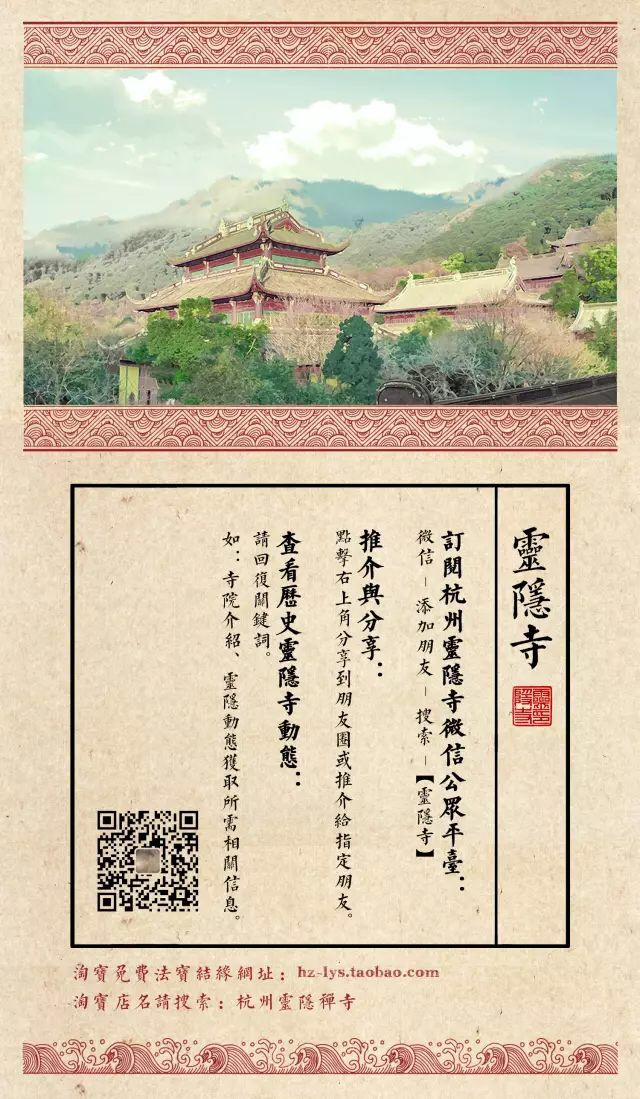 靈隱寺
訂閱杭州靈隱寺微信公眾平臺：
微信－添加朋友－搜索－【靈隱寺】
推介與分享：
點擊右上角分享到朋友圈或推介給指定朋友。
查看歷史靈隱寺動態：
請回復關鍵詞。
如：寺院介紹、靈隱動態獲取所需相關信息。
淘寶免費法寶結緣網址：hz-lys.taobao.com
淘寶店名請搜索：杭州靈隱禪寺